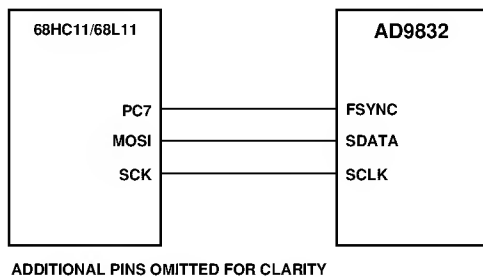 68HC11/68L11
AD9832
PC7
FSYNC
MOSI
SDATA
SCK
SCLK
ADDITIONAL PINS OMITTED FOR CLARITY